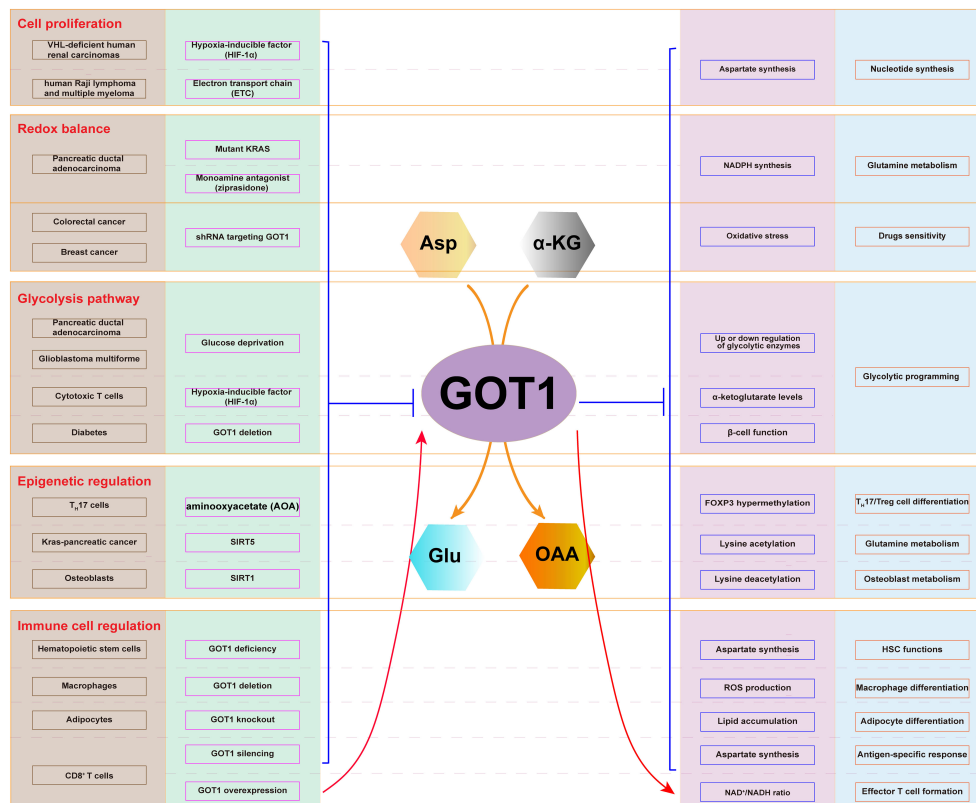 Cell proliferation
VHL-deficient human
renal carcinomas
Hypoxia-inducible factor
(HIF-1α)
human Raji lymphoma
and multiple myeloma
Electron transport chain
(ETC)
Aspartate synthesis
Nucleotide synthesis
Redox balance
Pancreatic ductal
adenocarcinoma
Mutant KRAS
Monoamine antagonist
(ziprasidone)
NADPH synthesis
Glutamine metabolism
Colorectal cancer
Breast cancer
shRNA targeting GOT1
Oxidative stress
Drugs sensitivity
Asp
α-KG
Glycolysis pathway
Pancreatic ductal
adenocarcinoma
Glioblastoma multiforme
Glucose deprivation
Up or down regulation
of glycolytic enzymes
Glycolytic programming
Cytotoxic T cells
Hypoxia-inducible factor
(HIF-1α)
α-ketoglutarate levels
Diabetes
GOT1 deletion
β-cell function
GOT1
Epigenetic regulation
T_H17 cells
aminooxyacetate (AOA)
FOXP3 hypermethylation
T_H17/Treg cell differentiation
Kras-pancreatic cancer
SIRT5
Lysine acetylation
Glutamine metabolism
Osteoblasts
SIRT1
Lysine deacetylation
Osteoblast metabolism
Glu
OAA
Immune cell regulation
Hematopoietic stem cells
GOT1 deficiency
Aspartate synthesis
HSC functions
Macrophages
GOT1 deletion
ROS production
Macrophage differentiation
Adipocytes
GOT1 knockout
Lipid accumulation
Adipocyte differentiation
CD8⁺ T cells
GOT1 silencing
Aspartate synthesis
Antigen-specific response
GOT1 overexpression
NAD⁺/NADH ratio
Effector T cell formation